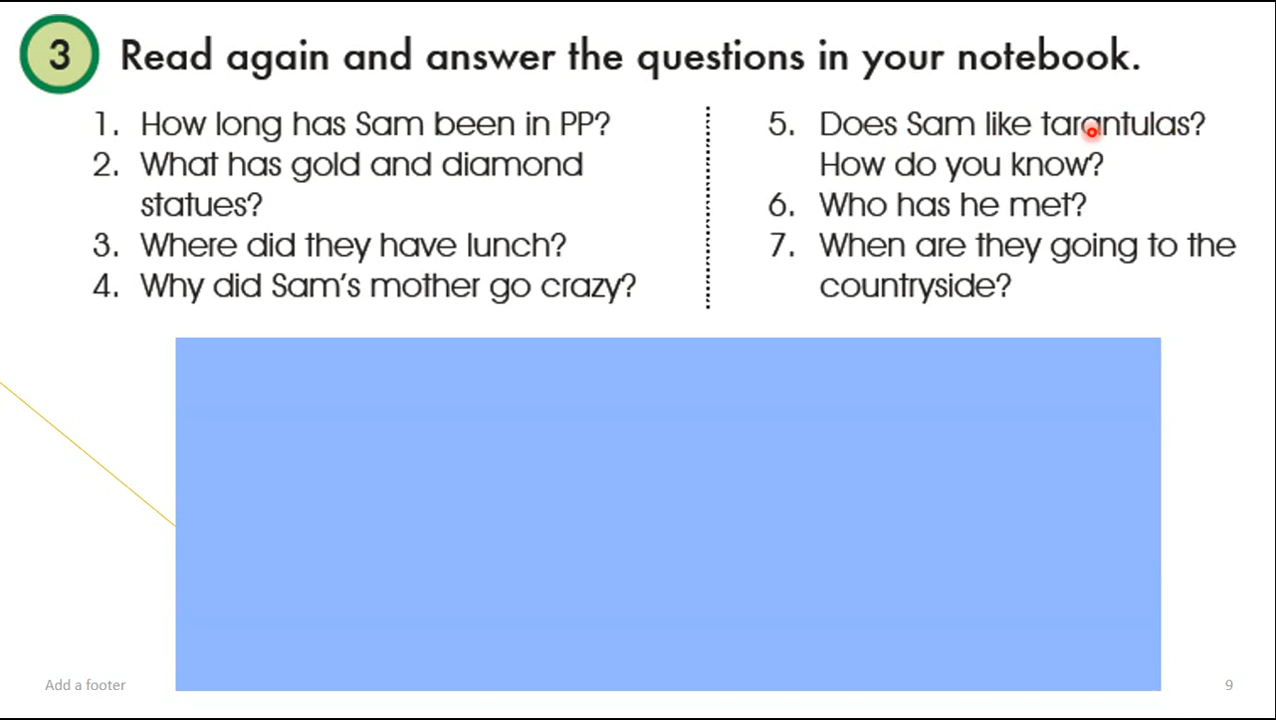 3 Read again and answer the questions in your notebook.
1. How long has Sam been in PP?
2. What has gold and diamond
statues?
3. Where did they have lunch?
4. Why did Sam's mother go crazy?
5. Does Sam like tarantulas?
How do you know?
6. Who has he met?
7. When are they going to the
countryside?
Add a footer
9